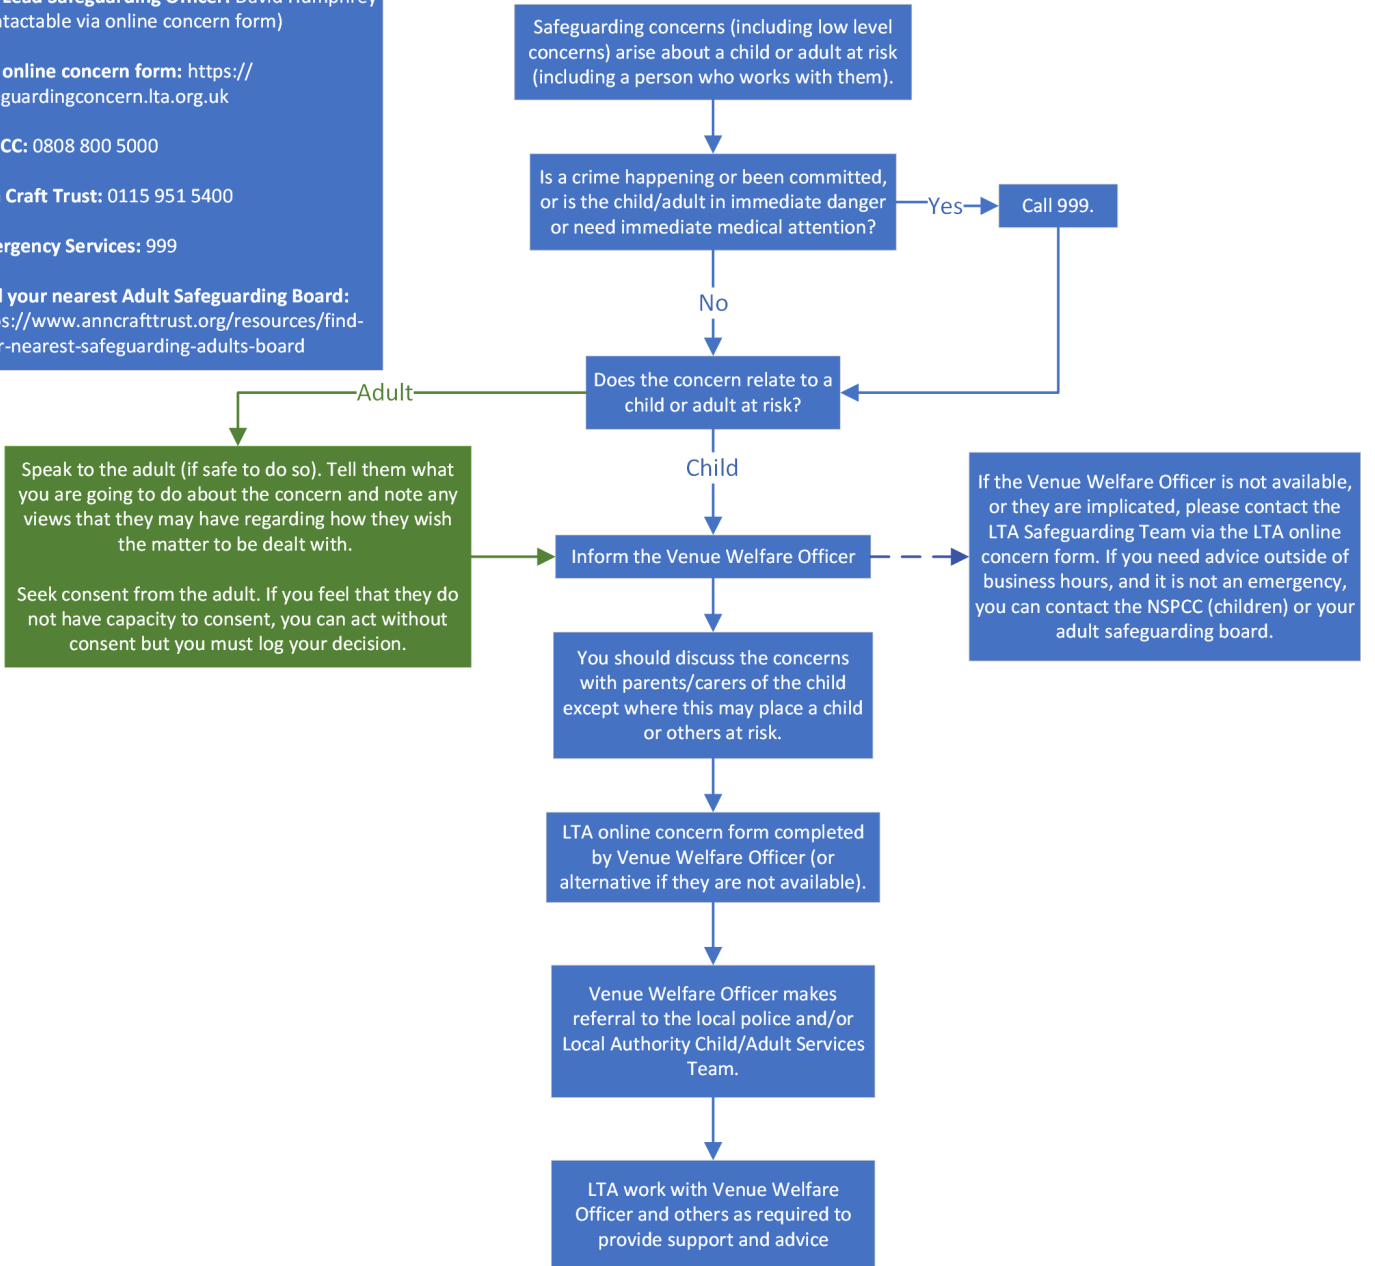 Lead Safeguarding Officer: David Humphrey
ntactable via online concern form)
online concern form: https://
guardingconcern.lta.org.uk
CC: 0808 800 5000
Craft Trust: 0115 951 5400
ergency Services: 999
d your nearest Adult Safeguarding Board:
ps://www.anncrafttrust.org/resources/find-
r-nearest-safeguarding-adults-board
Safeguarding concerns (including low level
concerns) arise about a child or adult at risk
(including a person who works with them).
Is a crime happening or been committed,
or is the child/adult in immediate danger
or need immediate medical attention?
Yes
Call 999.
No
Does the concern relate to a
child or adult at risk?
Adult
Child
Speak to the adult (if safe to do so). Tell them what
you are going to do about the concern and note any
views that they may have regarding how they wish
the matter to be dealt with.
Seek consent from the adult. If you feel that they do
not have capacity to consent, you can act without
consent but you must log your decision.
Inform the Venue Welfare Officer
If the Venue Welfare Officer is not available,
or they are implicated, please contact the
LTA Safeguarding Team via the LTA online
concern form. If you need advice outside of
business hours, and it is not an emergency,
you can contact the NSPCC (children) or your
adult safeguarding board.
You should discuss the concerns
with parents/carers of the child
except where this may place a child
or others at risk.
LTA online concern form completed
by Venue Welfare Officer (or
alternative if they are not available).
Venue Welfare Officer makes
referral to the local police and/or
Local Authority Child/Adult Services
Team.
LTA work with Venue Welfare
Officer and others as required to
provide support and advice